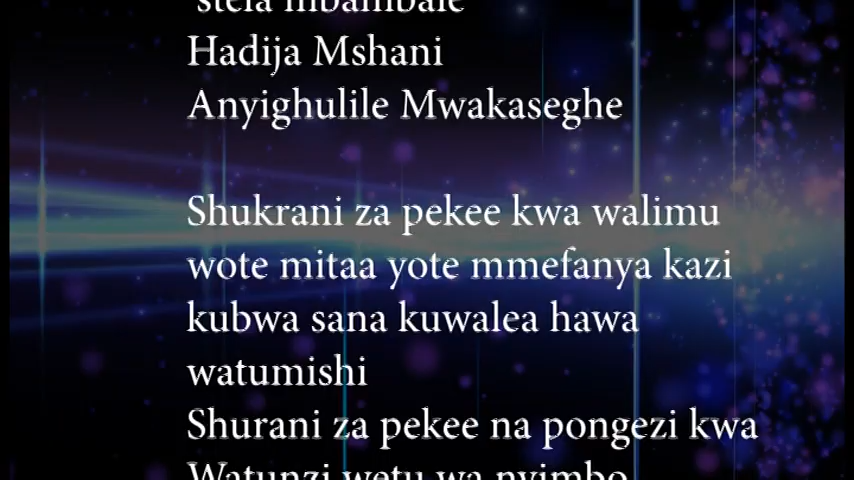 stela mbambale
Hadija Mshani
Anyighulile Mwakaseghe
Shukrani za pekee kwa walimu
wote mitaa yote mmefanya kazi
kubwa sana kuwalea hawa
watumishi
Shurani za pekee na pongezi kwa
Watunzi wetu wa nyimbo